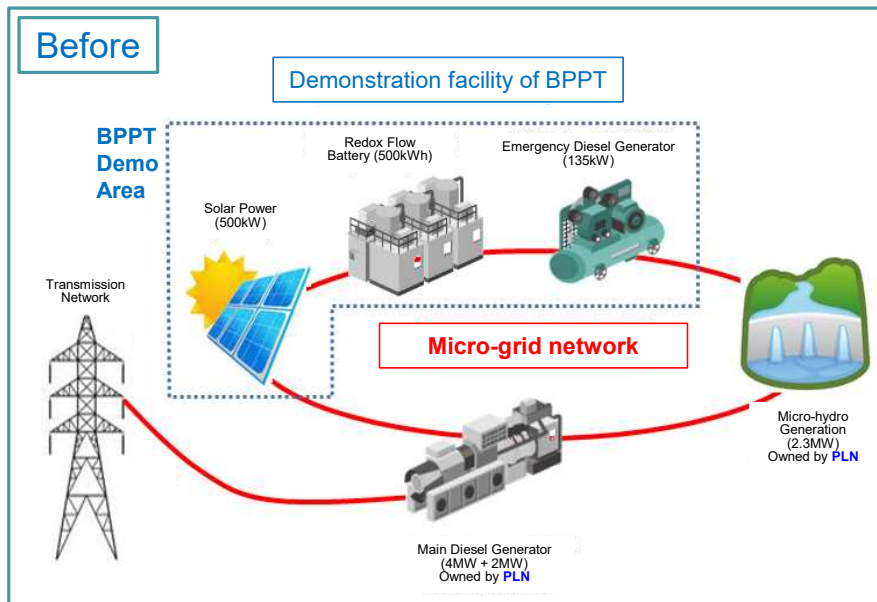 Before
Demonstration facility of BPPT
BPPT
Demo
Area
Redox Flow
Battery (500kWh)
Emergency Diesel Generator
(135kW)
Solar Power
(500kW)
Transmission
Network
Micro-grid network
Micro-hydro
Generation
(2.3MW)
Owned by PLN
Main Diesel Generator
(4MW + 2MW)
Owned by PLN